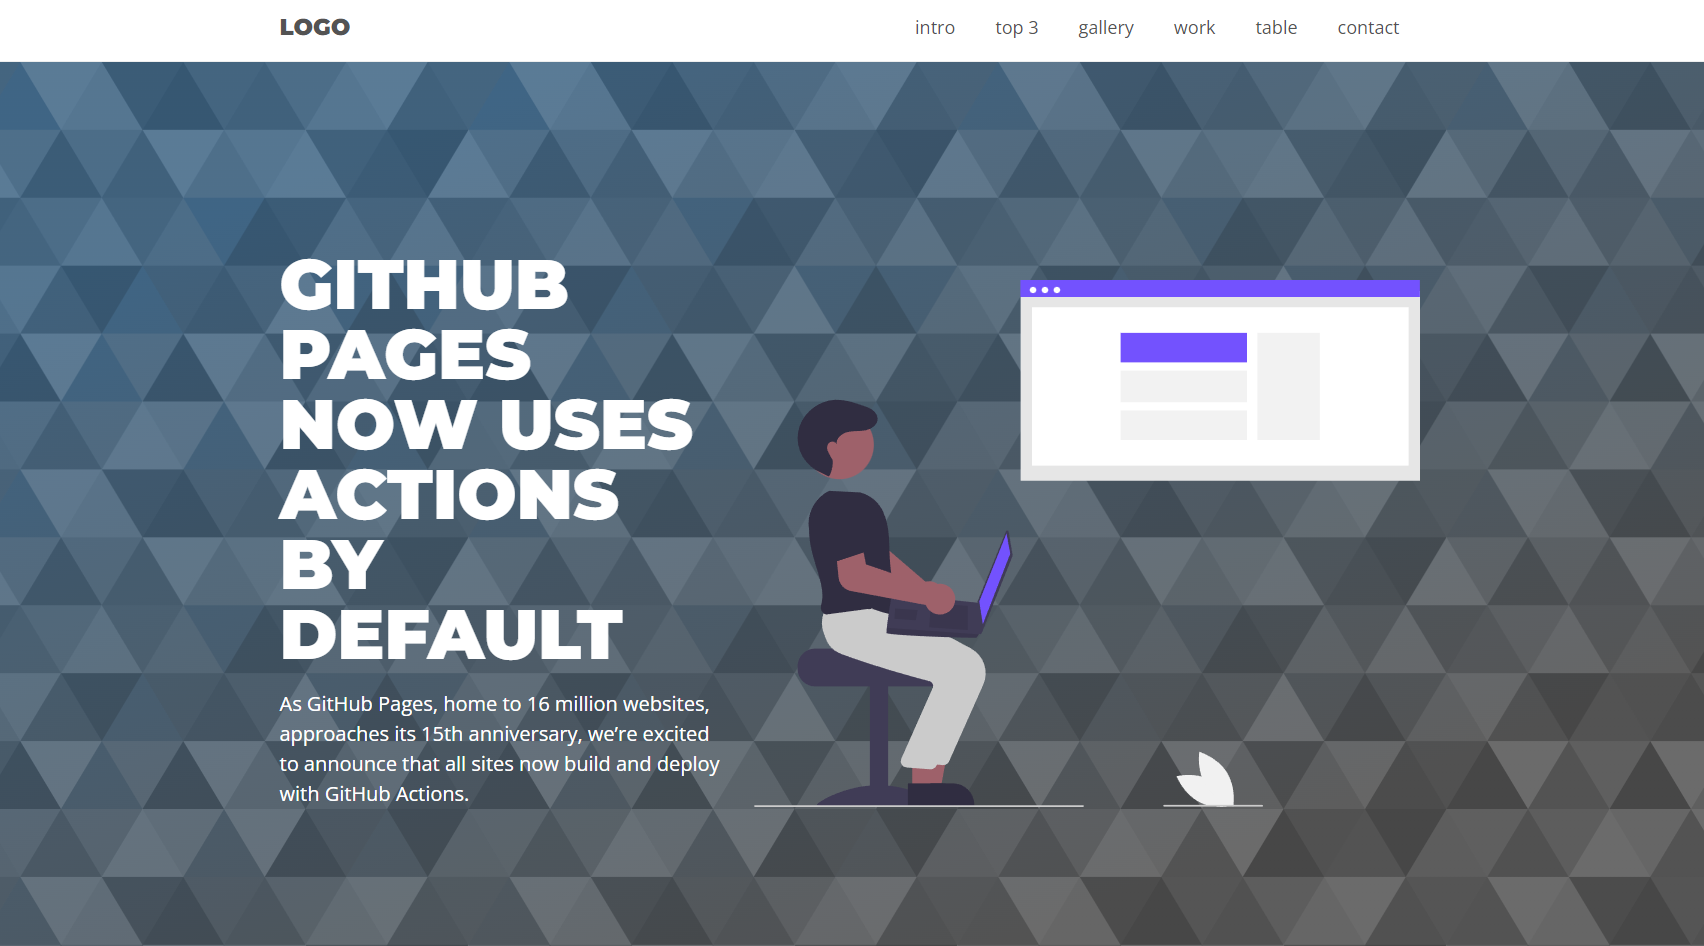 LOGO
intro top 3 gallery work table contact
GITHUB
PAGES
NOW USES
ACTIONS
BY
DEFAULT
As GitHub Pages, home to 16 million websites,
approaches its 15th anniversary, we’re excited
to announce that all sites now build and deploy
with GitHub Actions.